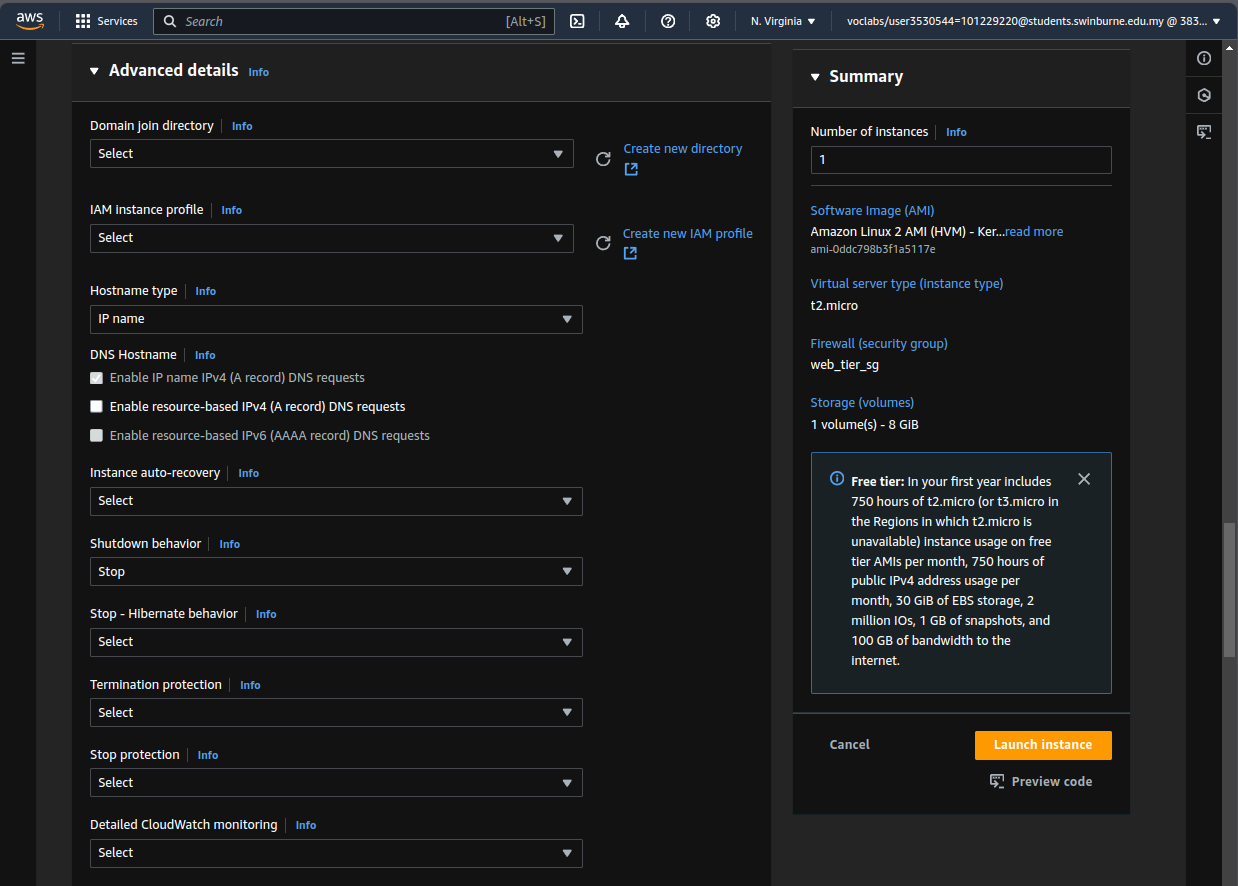 aws
Services
Search
[Alt+S]
N. Virginia
voclabs/user3530544=101229220@students.swinburne.edu.my @ 383...
Advanced details Info
Domain join directory Info
Select
Create new directory
IAM instance profile Info
Select
Create new IAM profile
Hostname type Info
IP name
DNS Hostname Info
Enable IP name IPv4 (A record) DNS requests
Enable resource-based IPv4 (A record) DNS requests
Enable resource-based IPv6 (AAAA record) DNS requests
Instance auto-recovery Info
Select
Shutdown behavior Info
Stop
Stop - Hibernate behavior Info
Select
Termination protection Info
Select
Stop protection Info
Select
Detailed CloudWatch monitoring Info
Select
Summary
Number of instances Info
1
Software Image (AMI)
Amazon Linux 2 AMI (HVM) - Ker...read more
ami-0ddc798b3f1a5117e
Virtual server type (instance type)
t2.micro
Firewall (security group)
web_tier_sg
Storage (volumes)
1 volume(s) - 8 GiB
Free tier: In your first year includes
750 hours of t2.micro (or t3.micro in
the Regions in which t2.micro is
unavailable) instance usage on free
tier AMIs per month, 750 hours of
public IPv4 address usage per
month, 30 GiB of EBS storage, 2
million IOs, 1 GB of snapshots, and
100 GB of bandwidth to the
internet.
Cancel
Launch instance
Preview code